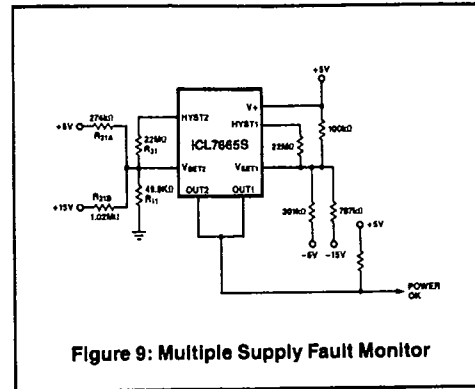 +5V
V+
HYST2
HYST1
ICL7665S
274kΩ
+5V
R21A
22MΩ
R31
22MΩ
100kΩ
VSET2
VSET1
R21B
+15V
1.02MΩ
49.9KΩ
R11
OUT2
OUT1
301kΩ
787kΩ
+5V
-5V
-15V
POWER
OK
Figure 9: Multiple Supply Fault Monitor